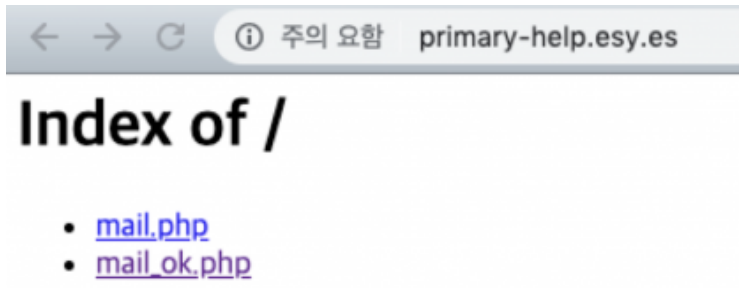 주의 요함 primary-help.esy.es
Index of /
mail.php
mail_ok.php